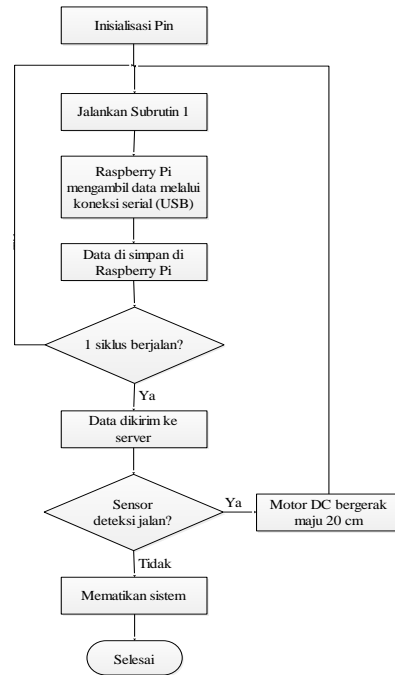 Inisialisasi Pin
Jalankan Subrutin 1
Raspberry Pi
mengambil data melalui
koneksi serial (USB)
Data di simpan di
Raspberry Pi
1 siklus berjalan?
Ya
Data dikirim ke
server
Sensor
deteksi jalan?
Ya
Motor DC bergerak
maju 20 cm
Tidak
Mematikan sistem
Selesai